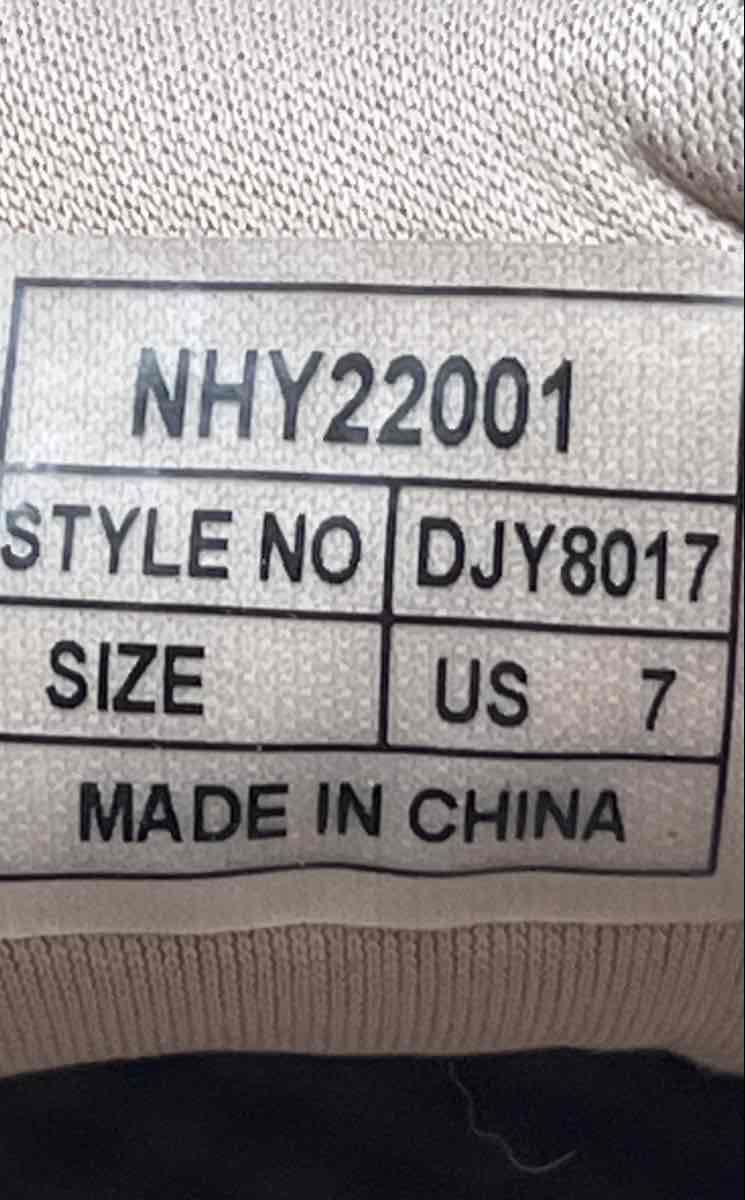 NHY22001
STYLE NO DJY8017
SIZE US 7
MADE IN CHINA